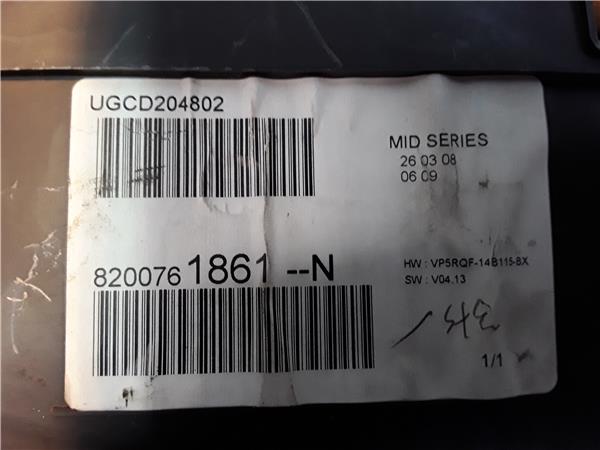 UGCD204802
MID SERIES
26 03 08
06 09
8200761861--N
HW : VP5RQF-14B115-BX
SW : V04.13
1/1